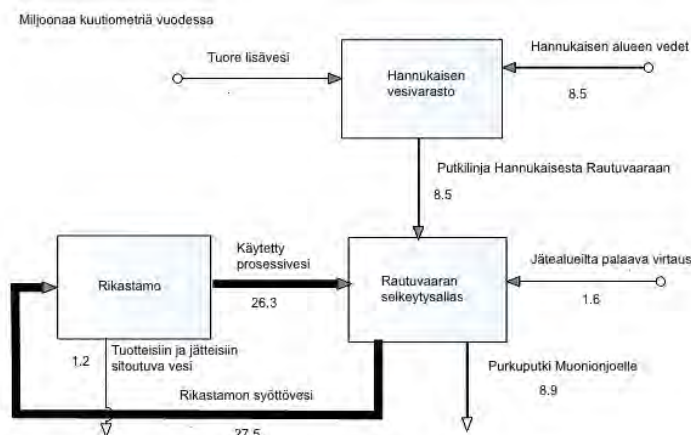 Miljoonaa kuutiometriä vuodessa
Tuore lisävesi
Hannukaisen
vesivarasto
Hannukaisen alueen vedet
8.5
Putkilinja Hannukaisesta Rautuvaaraan
8.5
Rikastamo
Käytetty
prosessivesi
26.3
Rautuvaaran
selkeytysallas
Jätealueilta palaava virtaus
1.6
1.2
Tuotteisiin ja jätteisiin
sitoutuva vesi
Rikastamon syöttövesi
27.5
Purkuputki Muonionjoelle
8.9